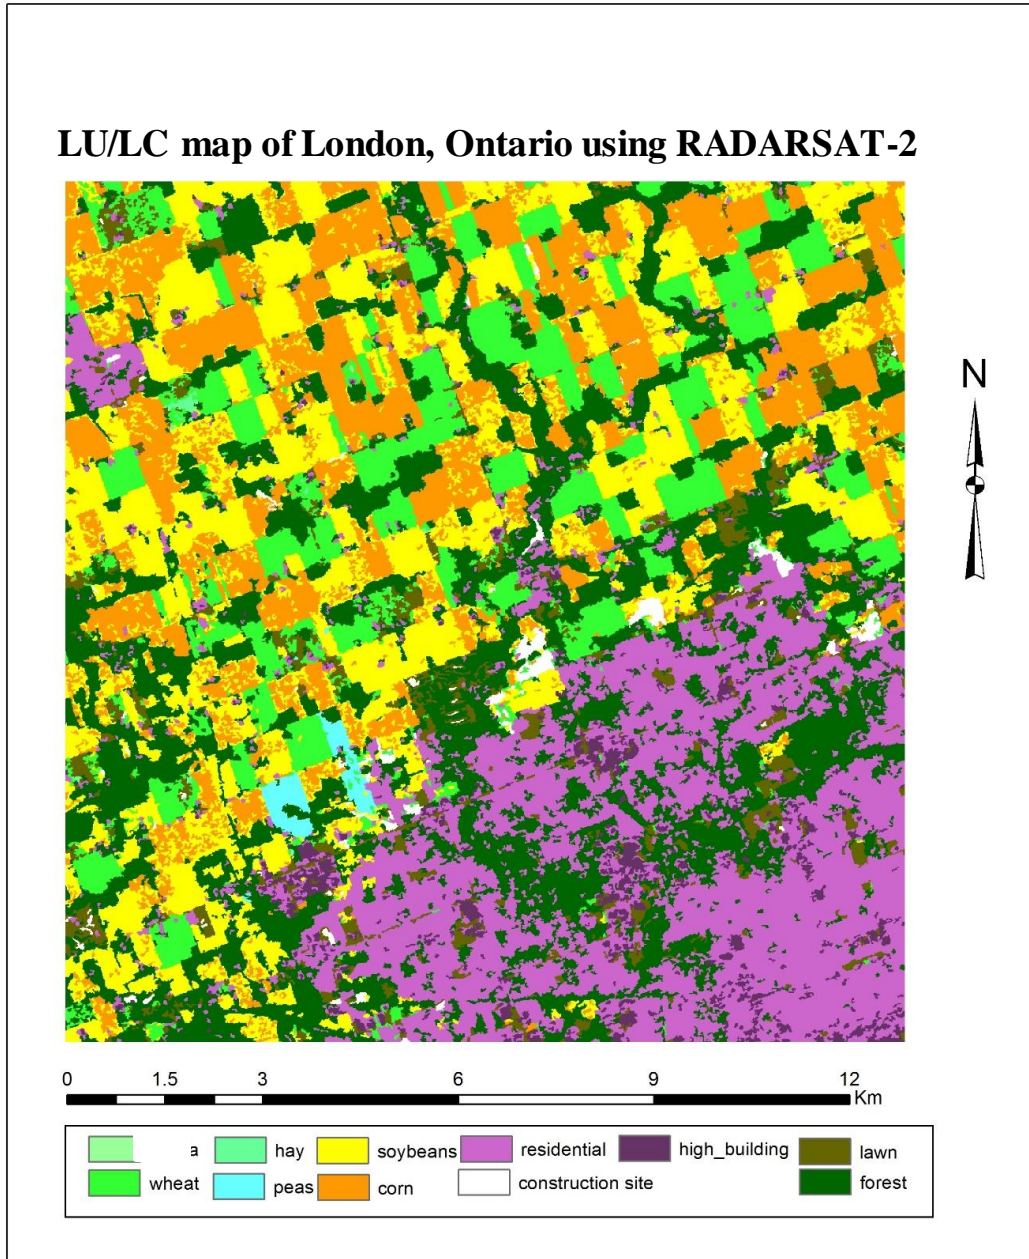 LU/LC map of London, Ontario using RADARSAT-2
N
0 1.5 3 6 9 12
Km
a hay soybeans residential high_building lawn
wheat peas corn construction site forest